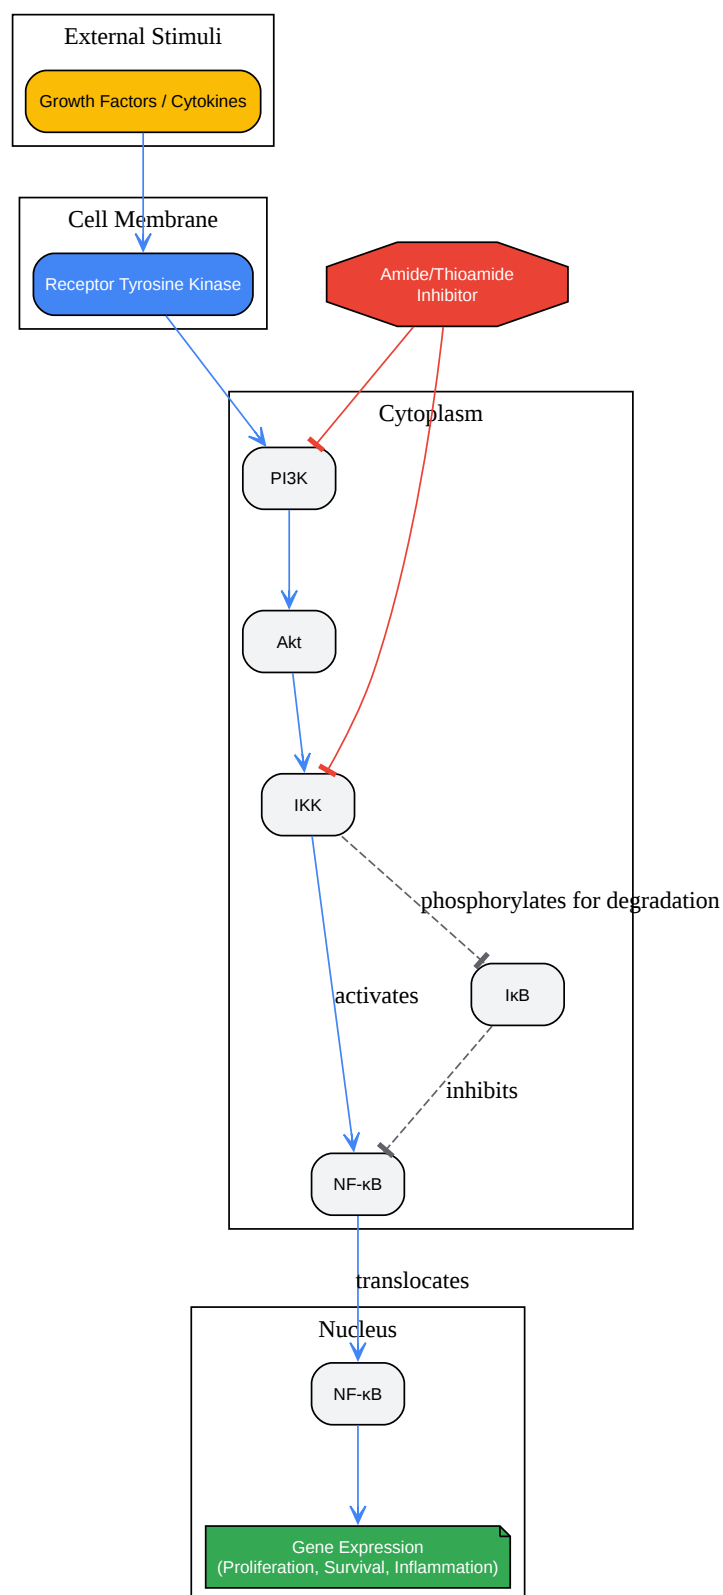 External Stimuli
Growth Factors / Cytokines
Cell Membrane
Receptor Tyrosine Kinase
Amide/Thioamide
Inhibitor
Cytoplasm
PI3K
Akt
IKK
phosphorylates for degradation
activates
IκB
inhibits
NF-κB
translocates
Nucleus
NF-κB
Gene Expression
(Proliferation, Survival, Inflammation)